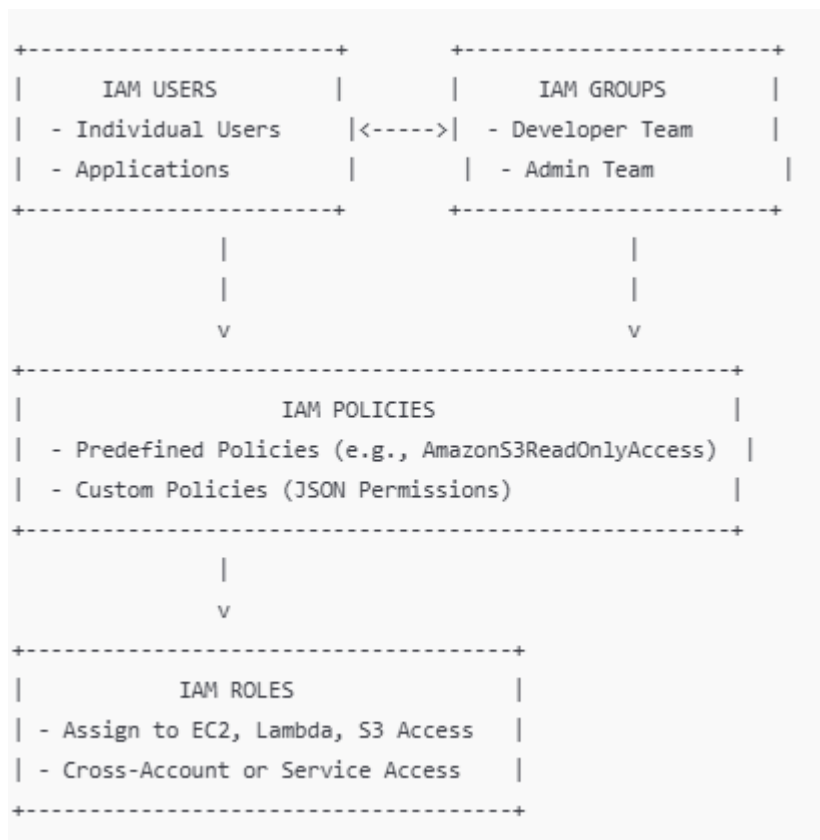 +------------------------+        +------------------------+
|      IAM USERS         |        |      IAM GROUPS        |
|  - Individual Users     |<----->|  - Developer Team      |
|  - Applications         |        |  - Admin Team          |
+------------------------+        +------------------------+
                |                               |
                |                               |
                v                               v
+-------------------------------------------------------+
|                    IAM POLICIES                       |
|  - Predefined Policies (e.g., AmazonS3ReadOnlyAccess)  |
|  - Custom Policies (JSON Permissions)                 |
+-------------------------------------------------------+
                |
                v
+--------------------------------------+
|            IAM ROLES                 |
| - Assign to EC2, Lambda, S3 Access   |
| - Cross-Account or Service Access    |
+--------------------------------------+